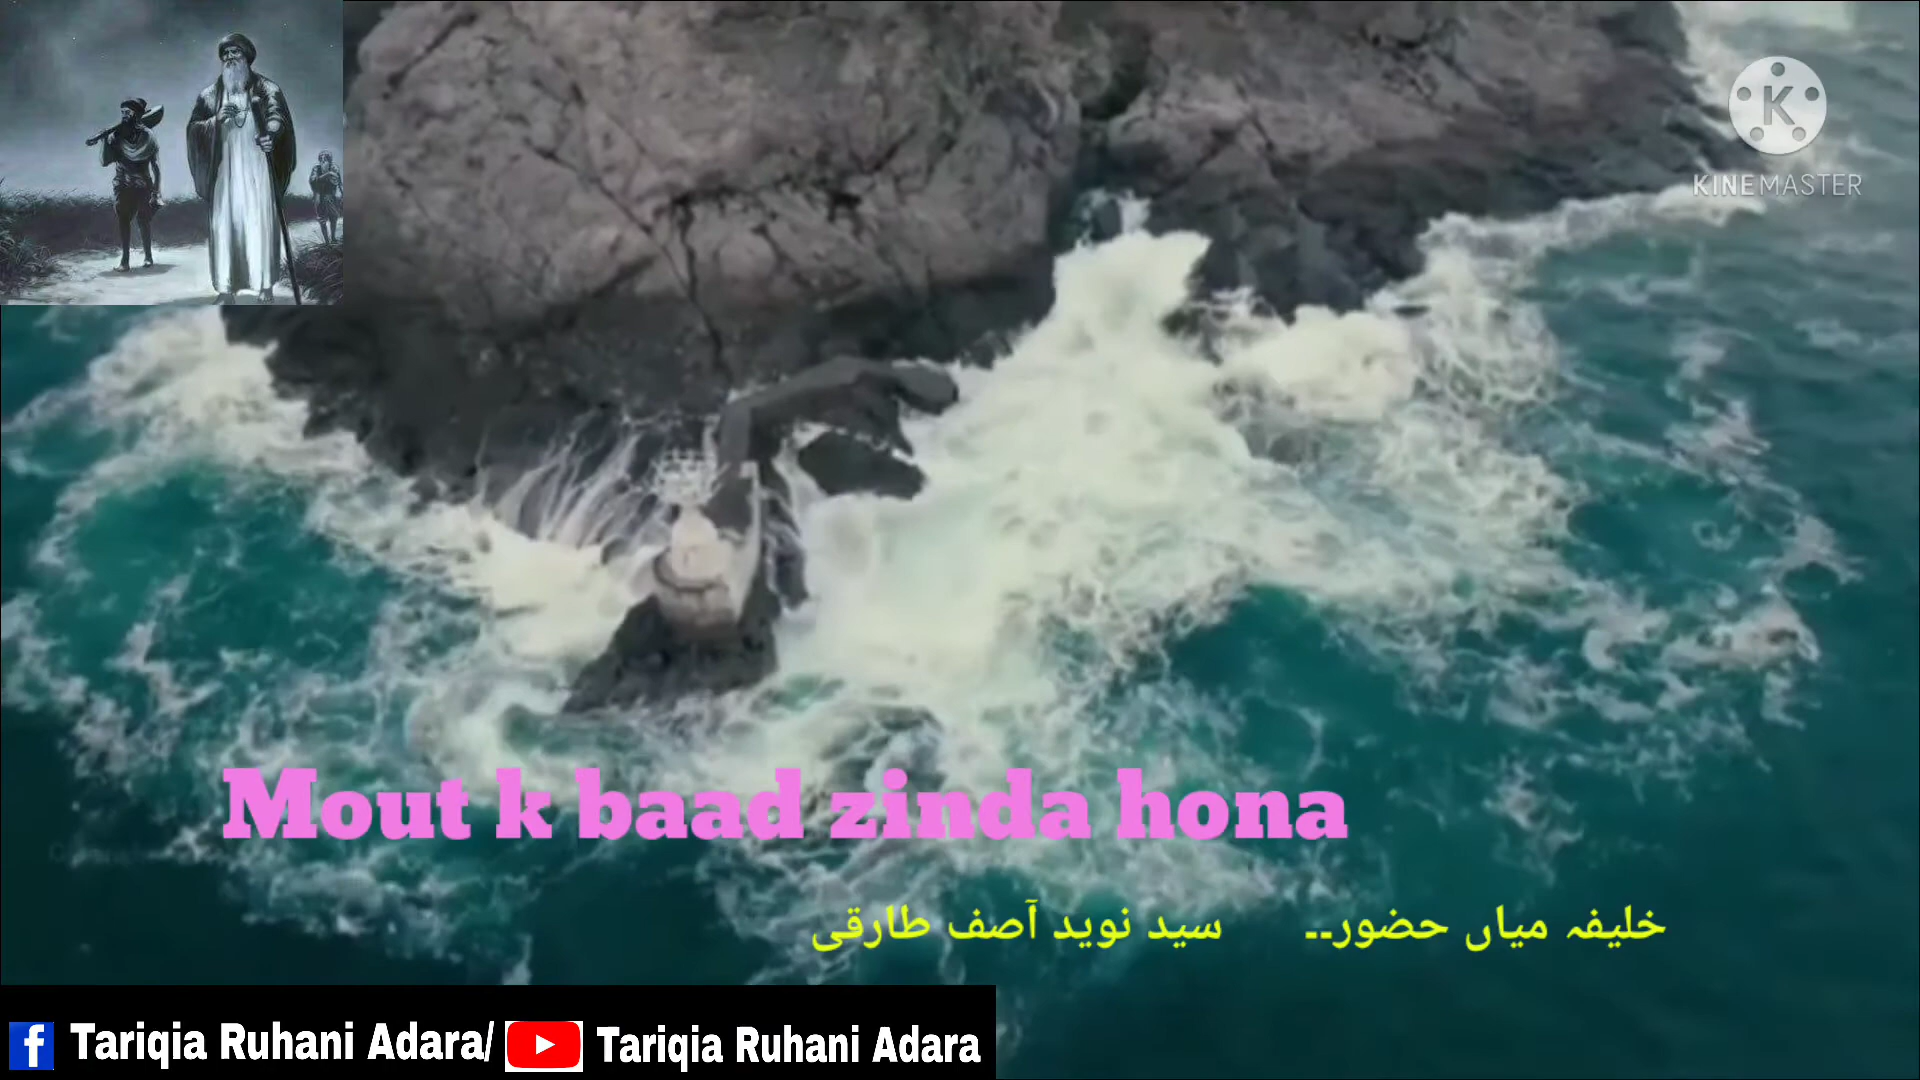 KINEMASTER
Mout k baad zinda hona
خلیفہ میاں حضور۔۔ سید نوید آصف طارقی
Tariqia Ruhani Adara/ Tariqia Ruhani Adara